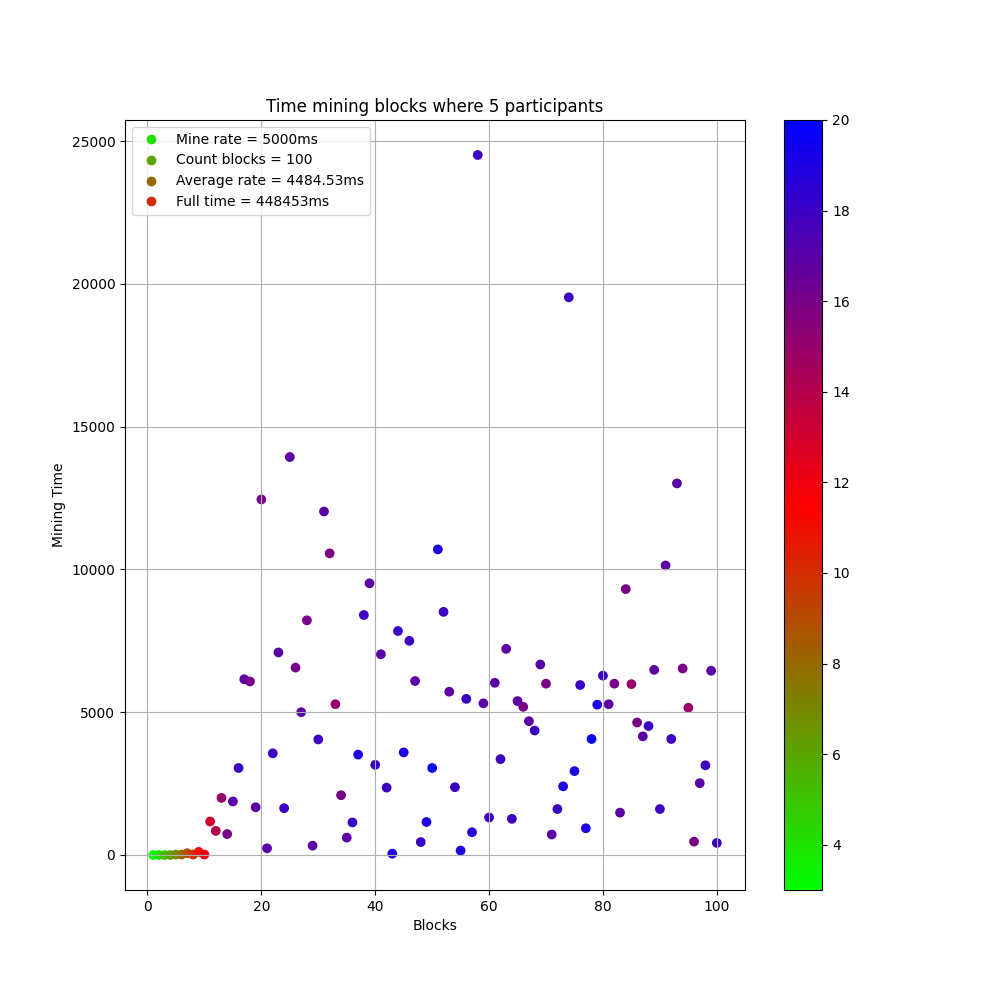 Time mining blocks where 5 participants
Mine rate = 5000ms
Count blocks = 100
Average rate = 4484.53ms
Full time = 448453ms
25000
20000
15000
10000
5000
0
Mining Time
0 20 40 60 80 100
Blocks
20
18
16
14
12
10
8
6
4